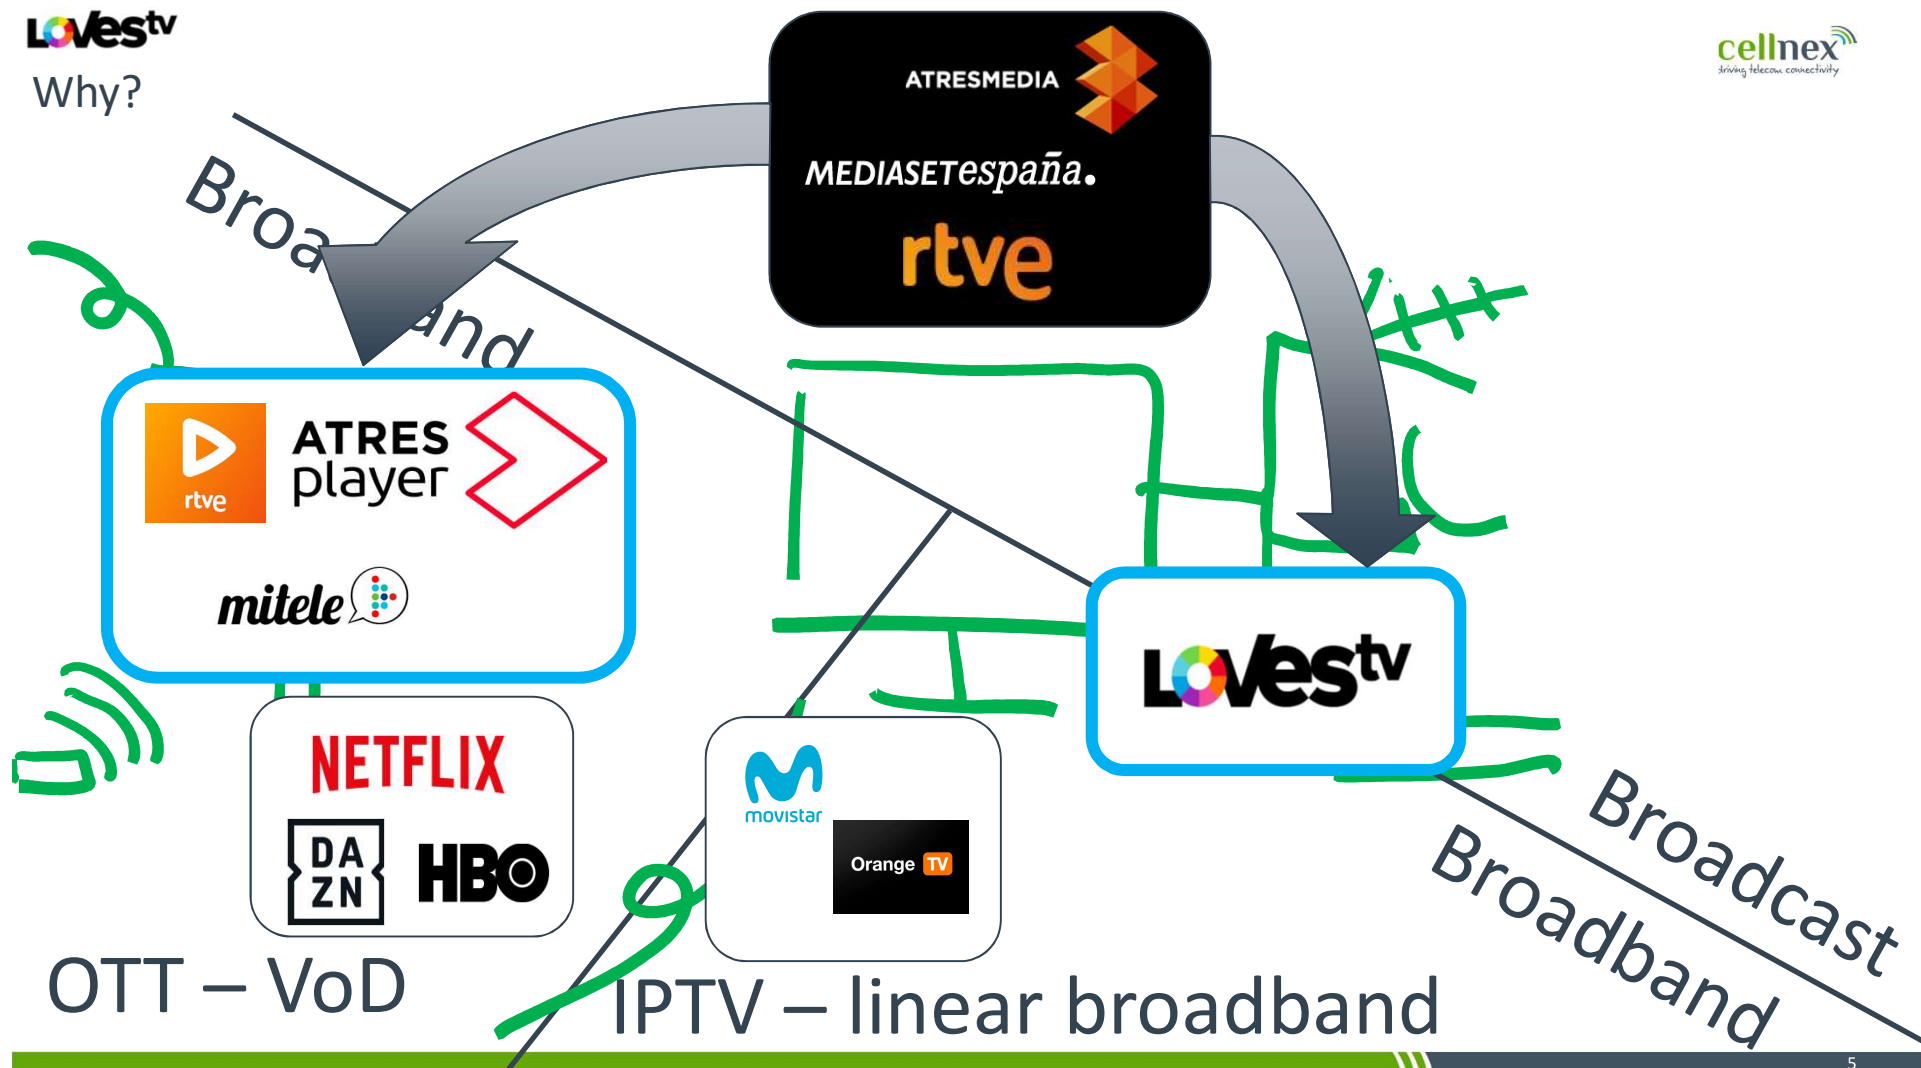 LOVEStv
Why?
cellnex
driving telecom connectivity
ATRESMEDIA
MEDIASETespaña.
rtve
rtve
ATRES
player
mitele
NETFLIX
DA
ZN
HBO
movistar
Orange TV
LOVEStv
Broadcast
Broadband
OTT – VoD
IPTV – linear broadband
5